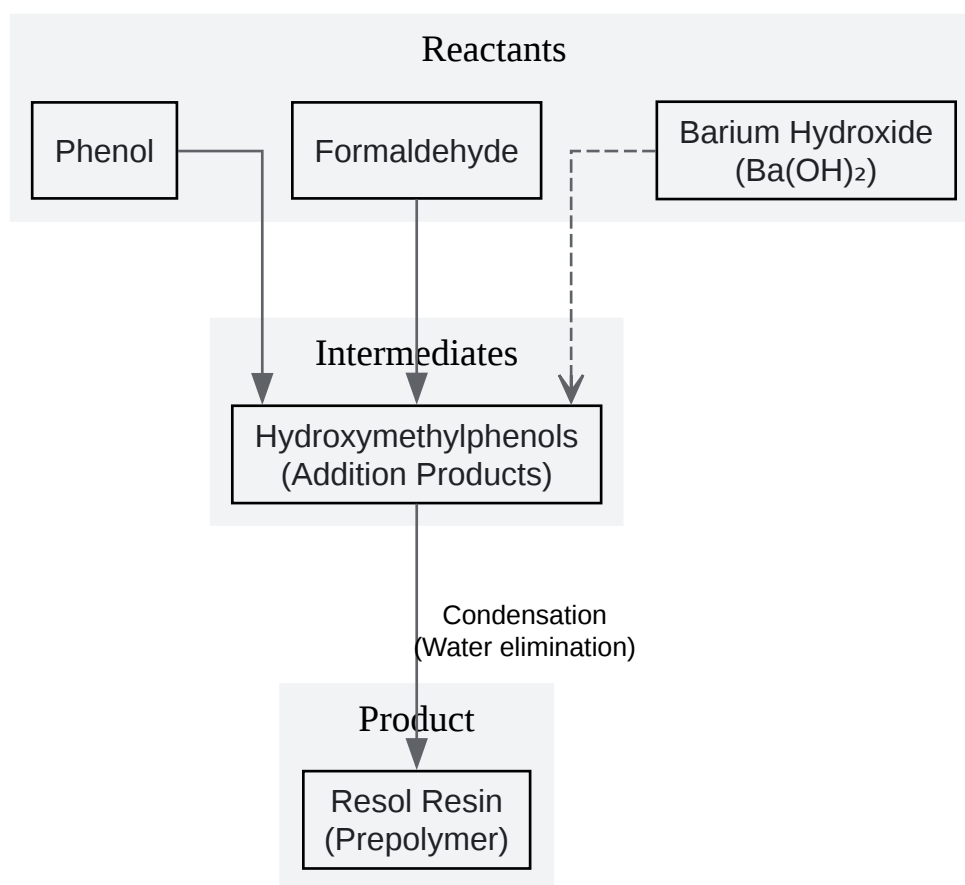 Reactants
Phenol
Formaldehyde
Barium Hydroxide
(Ba(OH)₂)
Intermediates
Hydroxymethylphenols
(Addition Products)
Condensation
(Water elimination)
Product
Resol Resin
(Prepolymer)